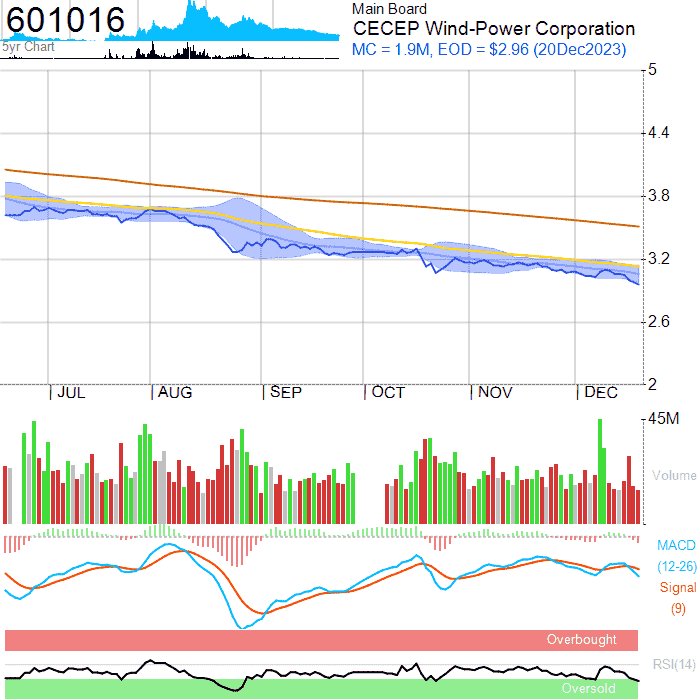 601016
5yr Chart
Main Board
CECEP Wind-Power Corporation
MC = 1.9M, EOD = $2.96 (20Dec2023)
5
4.4
3.8
3.2
2.6
2
JUL
AUG
SEP
OCT
NOV
DEC
45M
Volume
MACD
(12-26)
Signal
(9)
Overbought
RSI(14)
Oversold